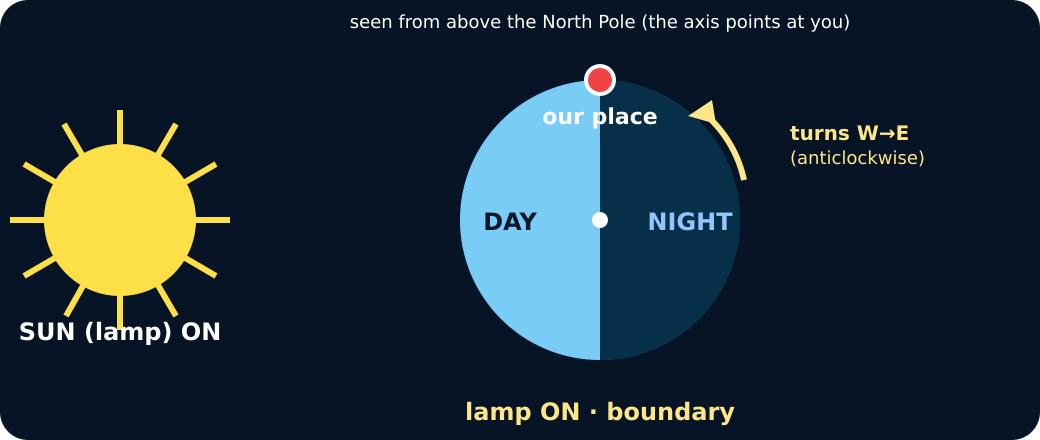 seen from above the North Pole (the axis points at you)
our place
turns W→E
(anticlockwise)
DAY
NIGHT
SUN (lamp) ON
lamp ON · boundary